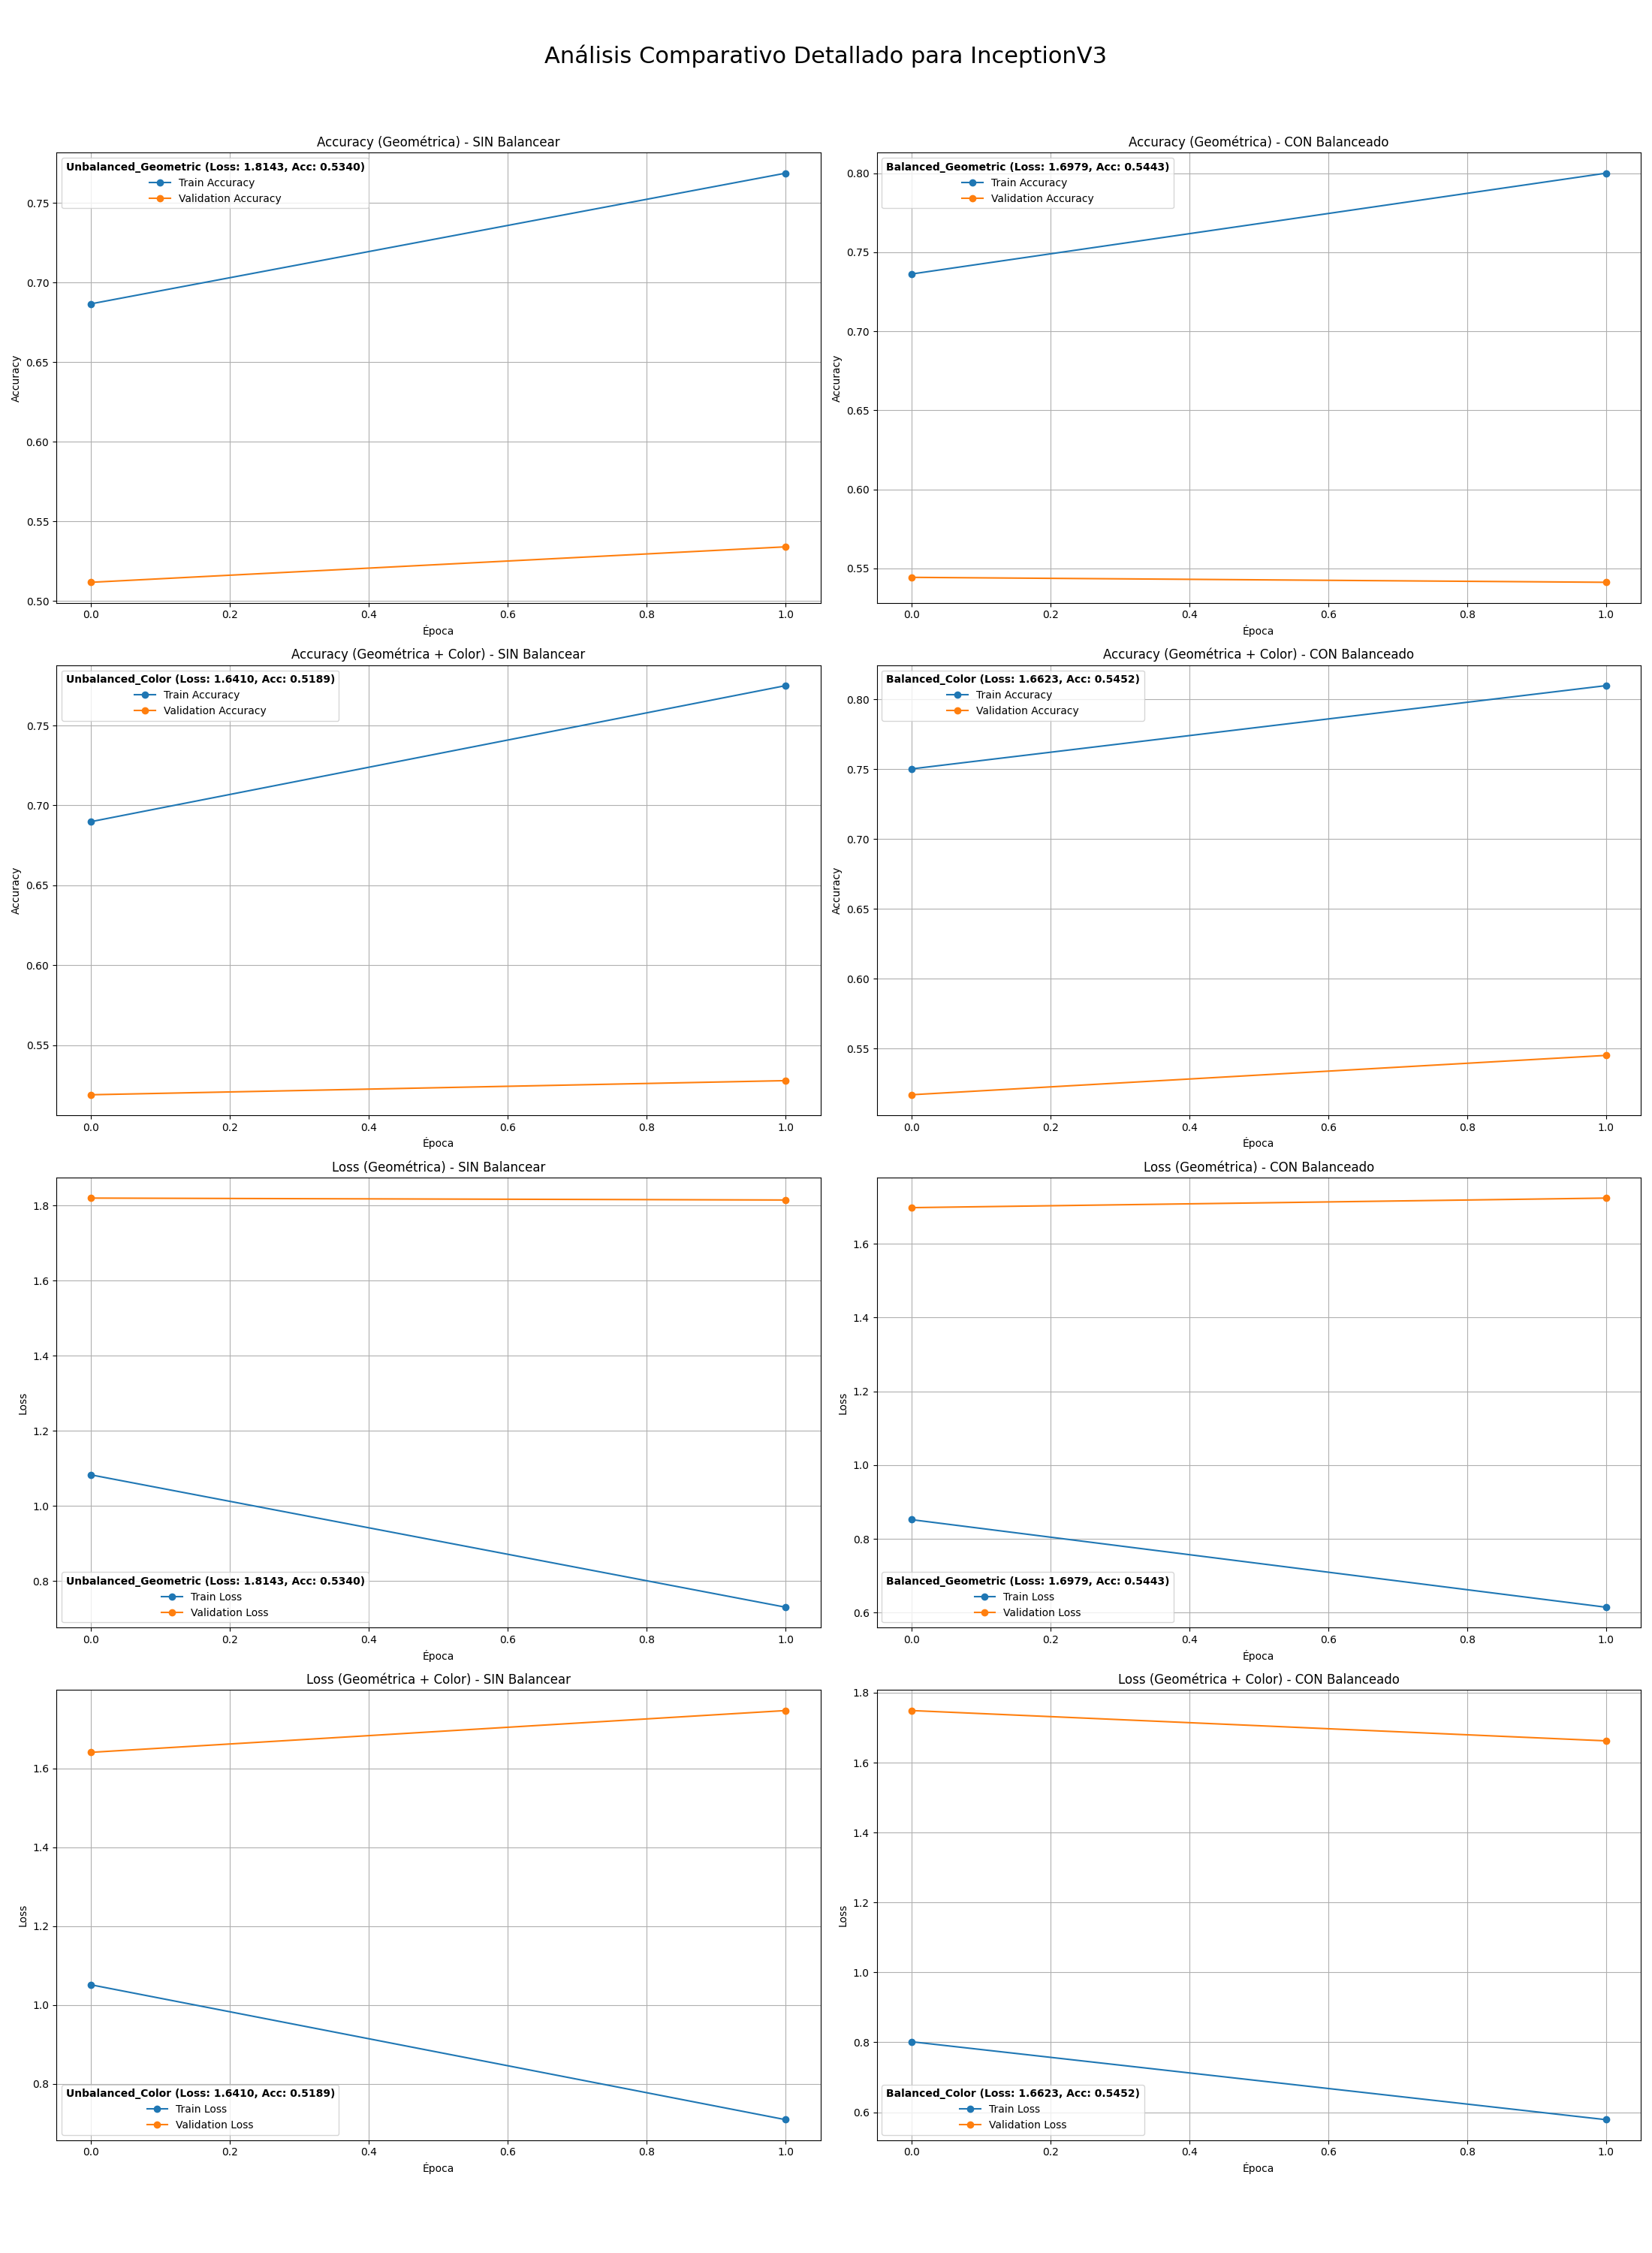 Análisis Comparativo Detallado para InceptionV3
Accuracy (Geométrica) - SIN Balancear
Unbalanced_Geometric (Loss: 1.8143, Acc: 0.5340)
Train Accuracy
Validation Accuracy
0.75
0.70
0.65
0.60
0.55
0.50
Accuracy
0.0 0.2 0.4 0.6 0.8 1.0
Época
Accuracy (Geométrica) - CON Balanceado
Balanced_Geometric (Loss: 1.6979, Acc: 0.5443)
Train Accuracy
Validation Accuracy
0.80
0.75
0.70
0.65
0.60
0.55
Accuracy
0.0 0.2 0.4 0.6 0.8 1.0
Época
Accuracy (Geométrica + Color) - SIN Balancear
Unbalanced_Color (Loss: 1.6410, Acc: 0.5189)
Train Accuracy
Validation Accuracy
0.75
0.70
0.65
0.60
0.55
Accuracy
0.0 0.2 0.4 0.6 0.8 1.0
Época
Accuracy (Geométrica + Color) - CON Balanceado
Balanced_Color (Loss: 1.6623, Acc: 0.5452)
Train Accuracy
Validation Accuracy
0.80
0.75
0.70
0.65
0.60
0.55
Accuracy
0.0 0.2 0.4 0.6 0.8 1.0
Época
Loss (Geométrica) - SIN Balancear
1.8
1.6
1.4
1.2
1.0
0.8
Loss
Unbalanced_Geometric (Loss: 1.8143, Acc: 0.5340)
Train Loss
Validation Loss
0.0 0.2 0.4 0.6 0.8 1.0
Época
Loss (Geométrica) - CON Balanceado
1.6
1.4
1.2
1.0
0.8
0.6
Loss
Balanced_Geometric (Loss: 1.6979, Acc: 0.5443)
Train Loss
Validation Loss
0.0 0.2 0.4 0.6 0.8 1.0
Época
Loss (Geométrica + Color) - SIN Balancear
1.6
1.4
1.2
1.0
0.8
Loss
Unbalanced_Color (Loss: 1.6410, Acc: 0.5189)
Train Loss
Validation Loss
0.0 0.2 0.4 0.6 0.8 1.0
Época
Loss (Geométrica + Color) - CON Balanceado
1.8
1.6
1.4
1.2
1.0
0.8
0.6
Loss
Balanced_Color (Loss: 1.6623, Acc: 0.5452)
Train Loss
Validation Loss
0.0 0.2 0.4 0.6 0.8 1.0
Época